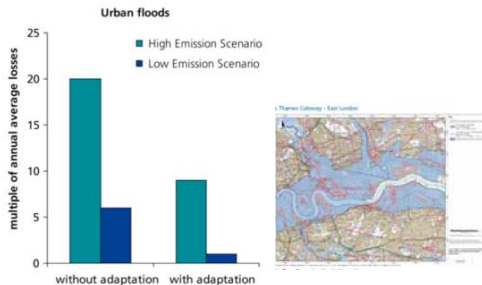 Urban floods
multiple of annual average losses
25
20
15
10
5
0
High Emission Scenario
Low Emission Scenario
without adaptation
with adaptation
Thames Gateway - East London